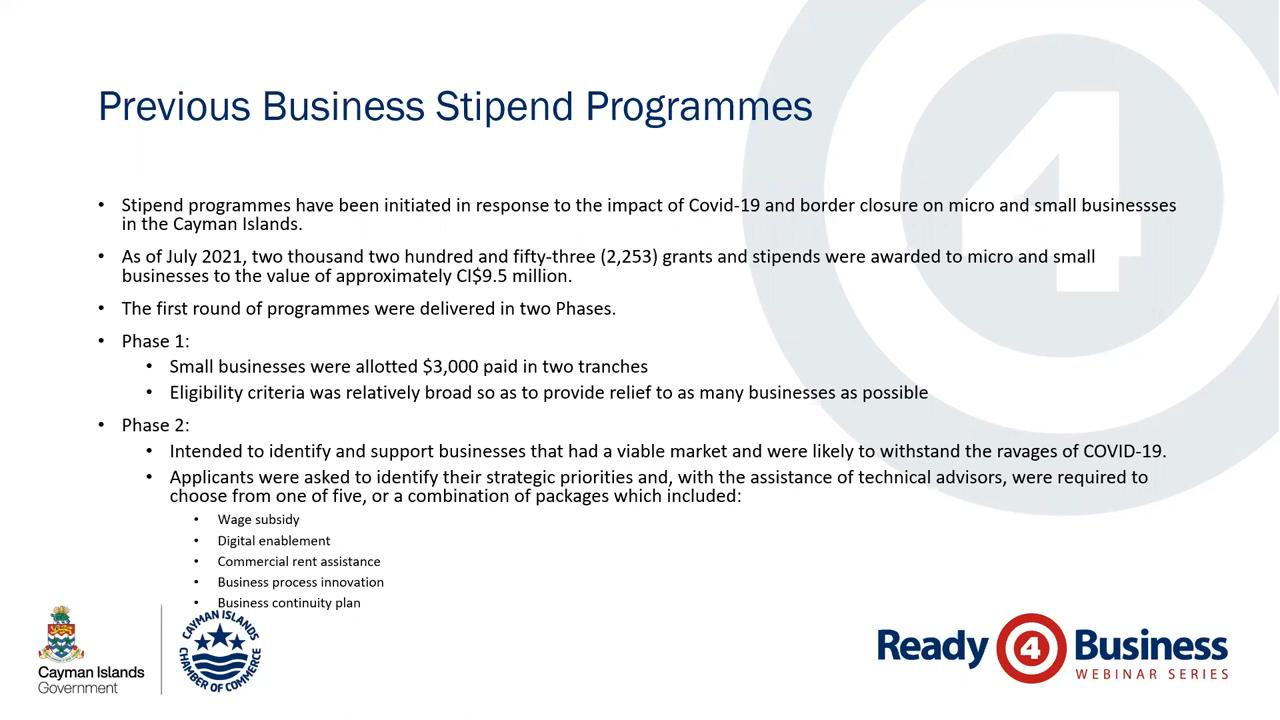 Previous Business Stipend Programmes
• Stipend programmes have been initiated in response to the impact of Covid-19 and border closure on micro and small businessses
in the Cayman Islands.
• As of July 2021, two thousand two hundred and fifty-three (2,253) grants and stipends were awarded to micro and small
businesses to the value of approximately CI$9.5 million.
• The first round of programmes were delivered in two Phases.
• Phase 1:
• Small businesses were allotted $3,000 paid in two tranches
• Eligibility criteria was relatively broad so as to provide relief to as many businesses as possible
• Phase 2:
• Intended to identify and support businesses that had a viable market and were likely to withstand the ravages of COVID-19.
• Applicants were asked to identify their strategic priorities and, with the assistance of technical advisors, were required to
choose from one of five, or a combination of packages which included:
• Wage subsidy
• Digital enablement
• Commercial rent assistance
• Business process innovation
• Business continuity plan
4
Cayman Islands
Government
CAYMAN ISLANDS
CHAMBER OF COMMERCE
Ready 4 Business
WEBINAR SERIES